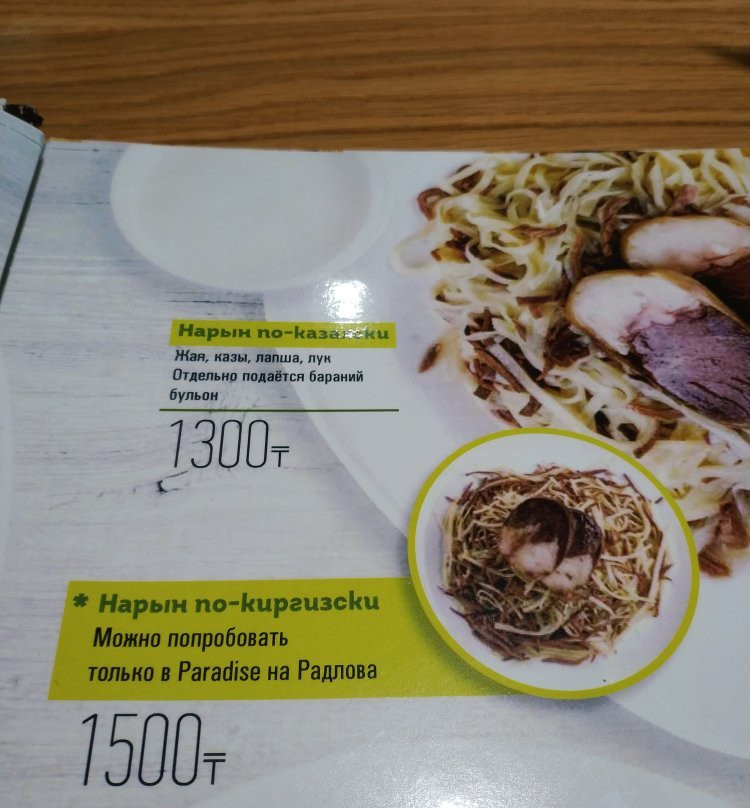 Нарын по-казахски
Жая, казы, лапша, лук
Отдельно подаётся бараний
бульон
1300₸
* Нарын по-киргизски
Можно попробовать
только в Paradise на Радлова
1500₸